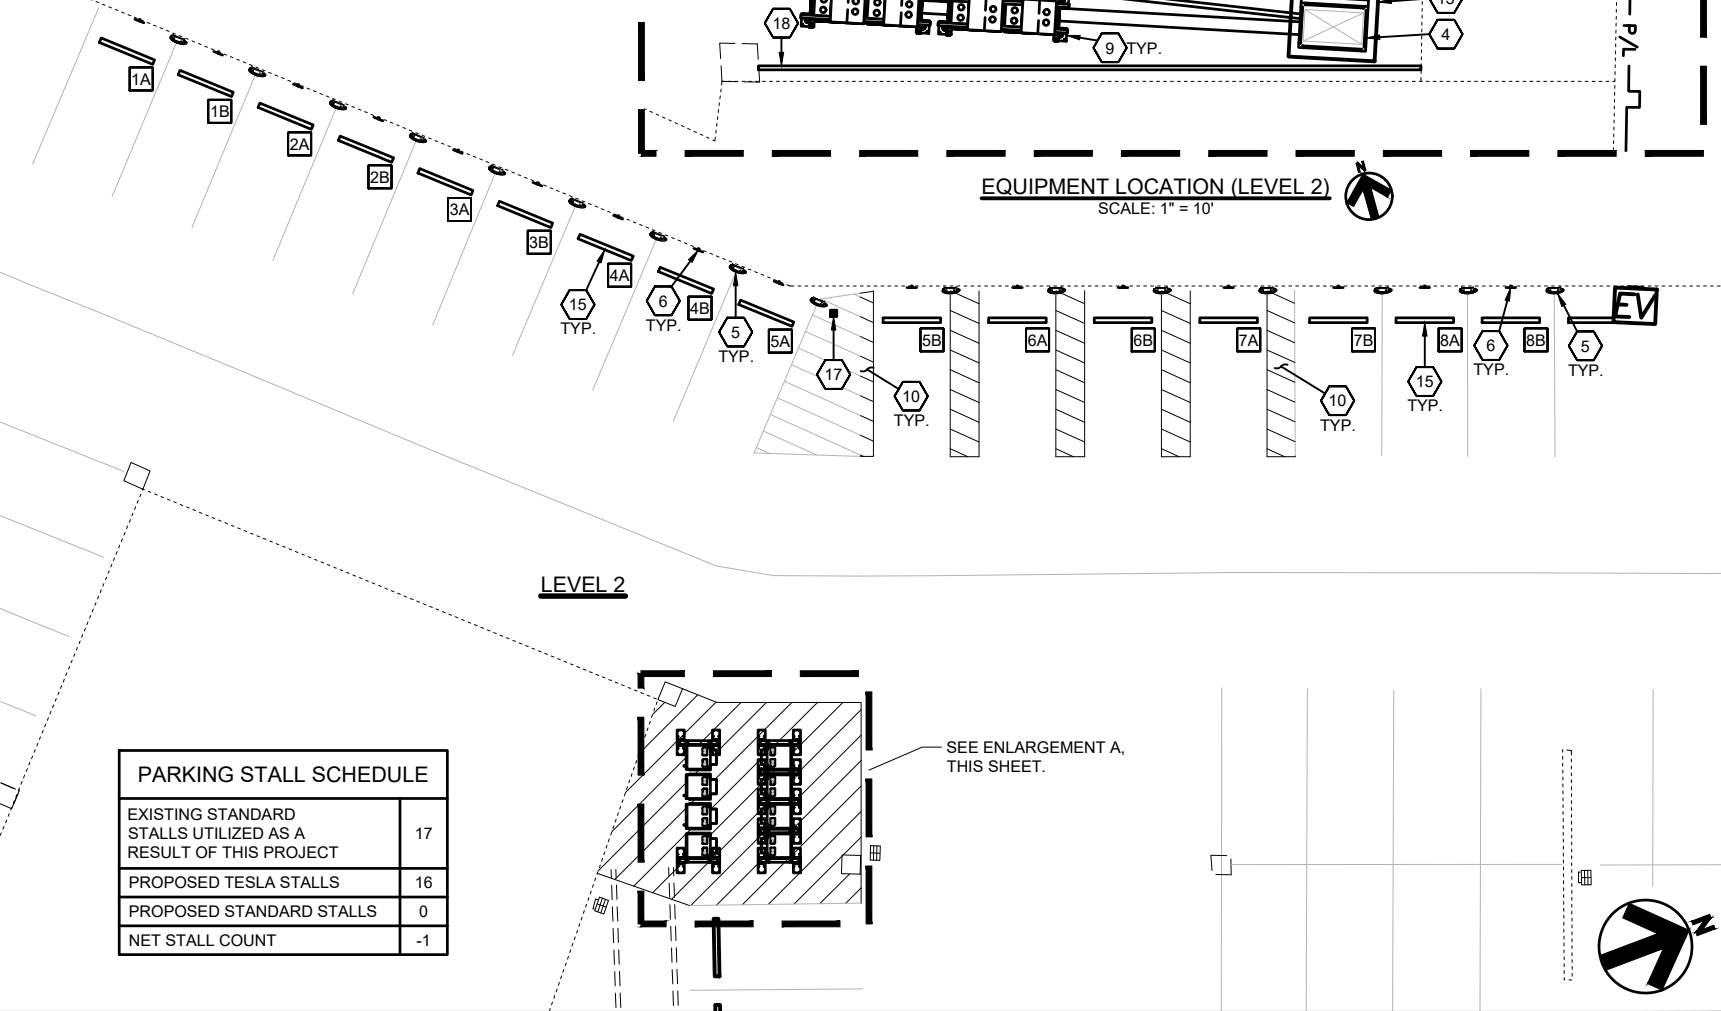 18
9
TYP.
4
P/L
EQUIPMENT LOCATION (LEVEL 2)
SCALE: 1" = 10'
N
1A
1B
2A
2B
3A
3B
4A
4B
5A
5B
6A
6B
7A
7B
8A
8B
EV
15
TYP.
6
TYP.
5
TYP.
17
10
TYP.
10
TYP.
15
TYP.
6
TYP.
5
TYP.
LEVEL 2
SEE ENLARGEMENT A,
THIS SHEET.
PARKING STALL SCHEDULE
EXISTING STANDARD
STALLS UTILIZED AS A
RESULT OF THIS PROJECT
17
PROPOSED TESLA STALLS 16
PROPOSED STANDARD STALLS 0
NET STALL COUNT -1
N